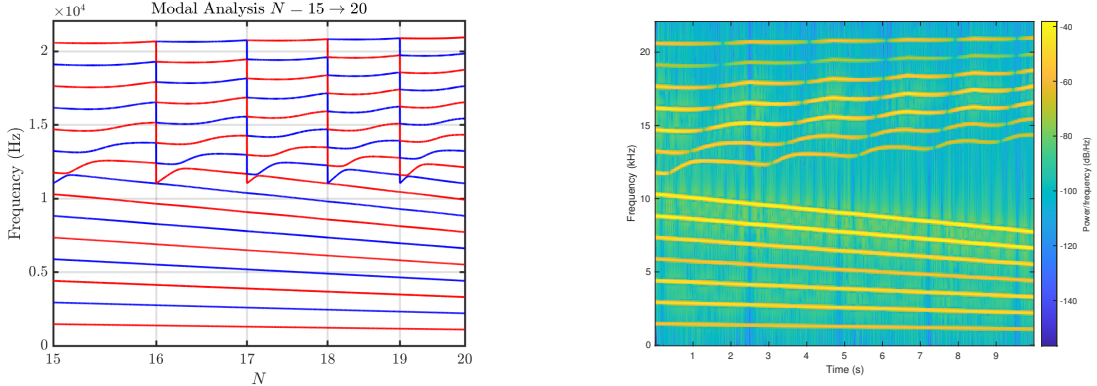 Modal Analysis N − 15 → 20
×10⁴
2
1.5
1
0.5
0
Frequency (Hz)
15 16 17 18 19 20
N
20
15
10
5
0
Frequency (kHz)
1 2 3 4 5 6 7 8 9
Time (s)
-40
-60
-80
-100
-120
-140
Power/frequency (dB/Hz)